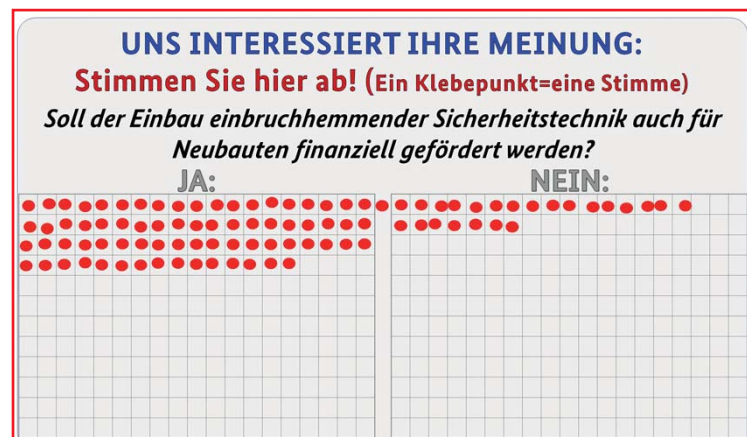 UNS INTERESSIERT IHRE MEINUNG:
Stimmen Sie hier ab! (Ein Klebepunkt=eine Stimme)
Soll der Einbau einbruchhemmender Sicherheitstechnik auch für
Neubauten finanziell gefördert werden?
JA: NEIN: